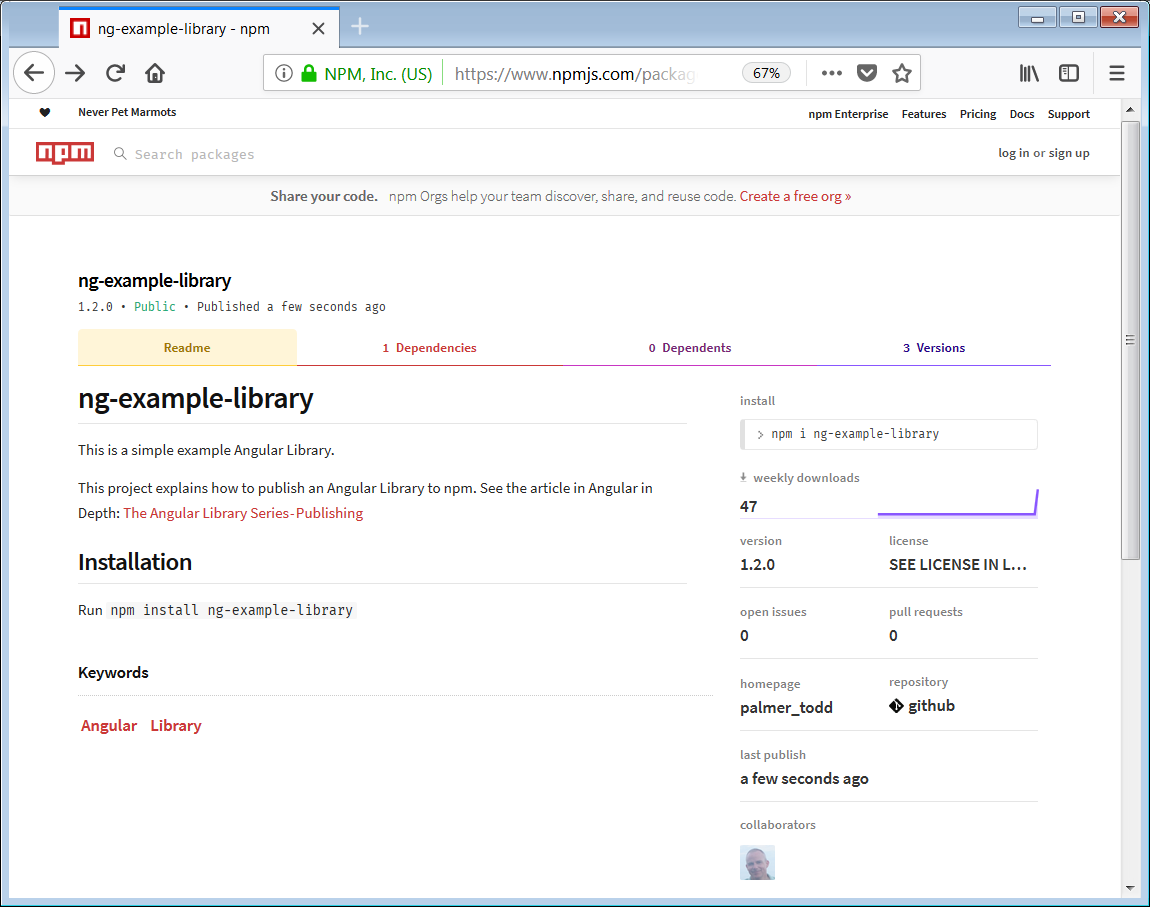 ng-example-library - npm
NPM, Inc. (US) https://www.npmjs.com/packag 67%
Never Pet Marmots npm Enterprise Features Pricing Docs Support
npm Search packages log in or sign up
Share your code. npm Orgs help your team discover, share, and reuse code. Create a free org »
ng-example-library
1.2.0 • Public • Published a few seconds ago
Readme 1 Dependencies 0 Dependents 3 Versions
ng-example-library
This is a simple example Angular Library.
This project explains how to publish an Angular Library to npm. See the article in Angular in
Depth: The Angular Library Series-Publishing
Installation
Run npm install ng-example-library
Keywords
Angular Library
install
> npm i ng-example-library
weekly downloads
47
version license
1.2.0 SEE LICENSE IN L...
open issues pull requests
0 0
homepage repository
palmer_todd github
last publish
a few seconds ago
collaborators